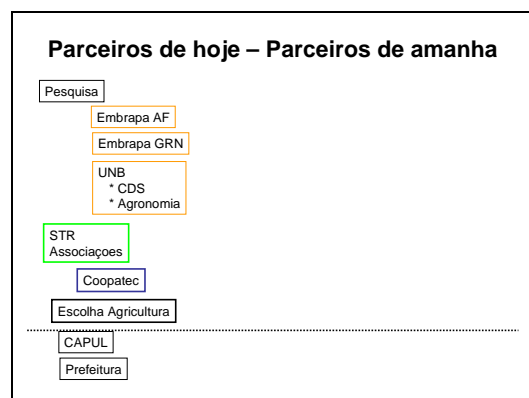 Parceiros de hoje – Parceiros de amanha
Pesquisa
Embrapa AF
Embrapa GRN
UNB
* CDS
* Agronomia
STR
Associaçoes
Coopatec
Escolha Agricultura
CAPUL
Prefeitura